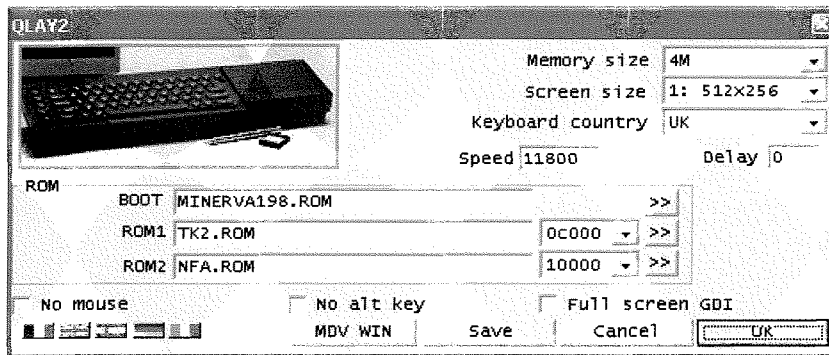 QLAY2
Memory size 4M
Screen size 1: 512x256
Keyboard country UK
Speed 11800 Delay 0
ROM
BOOT MINERVA198.ROM >>
ROM1 TK2.ROM 0c000 >>
ROM2 NFA.ROM 10000 >>
No mouse No alt key Full screen GDI
MDV WIN Save Cancel OK